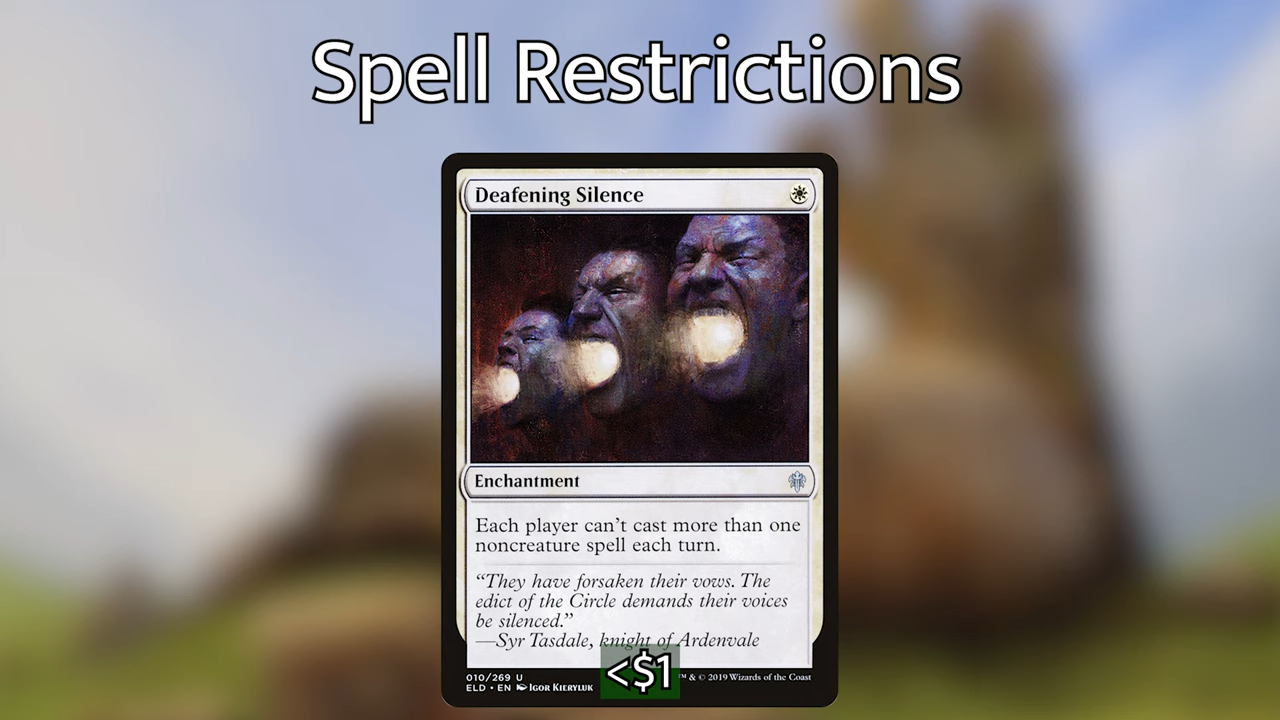 Spell Restrictions
Deafening Silence
Enchantment
Each player can't cast more than one
noncreature spell each turn.
“They have forsaken their vows. The
edict of the Circle demands their voices
be silenced.”
—Syr Tasdale, knight of Ardenvale
<$1
010/269 U
ELD • EN Igor Kieryluk
™ & © 2019 Wizards of the Coast